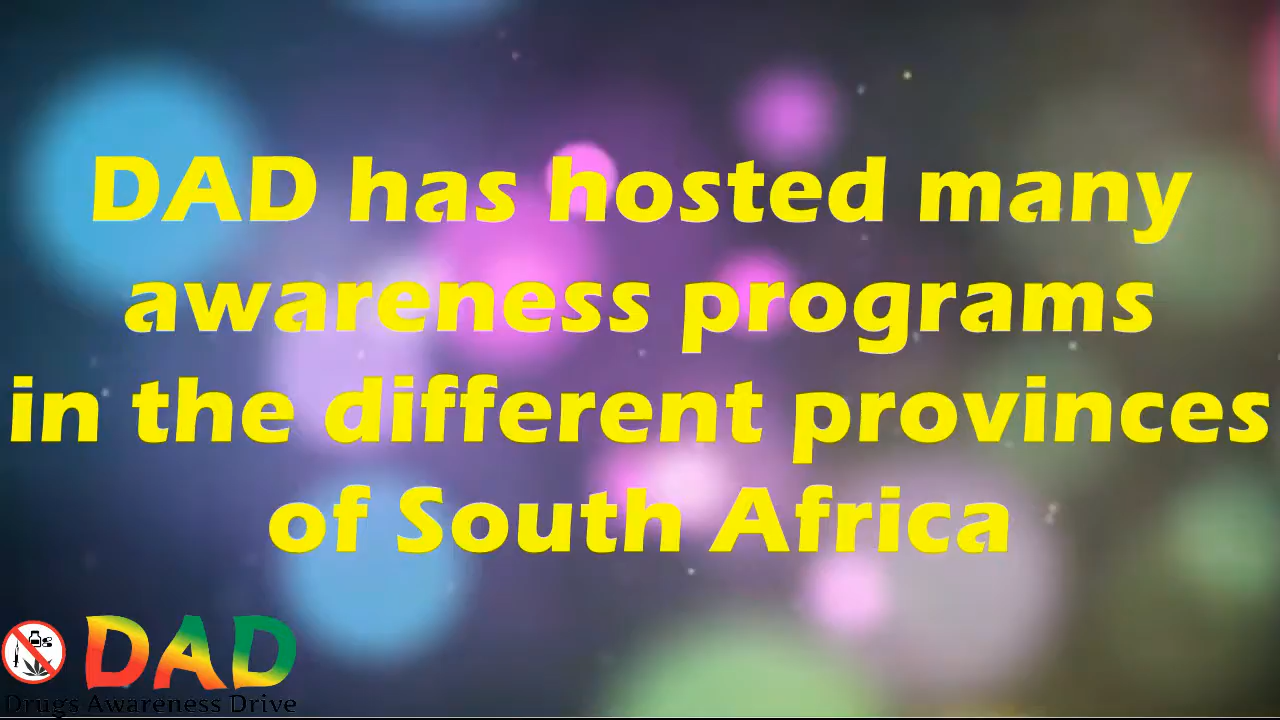 DAD has hosted many
awareness programs
in the different provinces
of South Africa
DAD
Drugs Awareness Drive